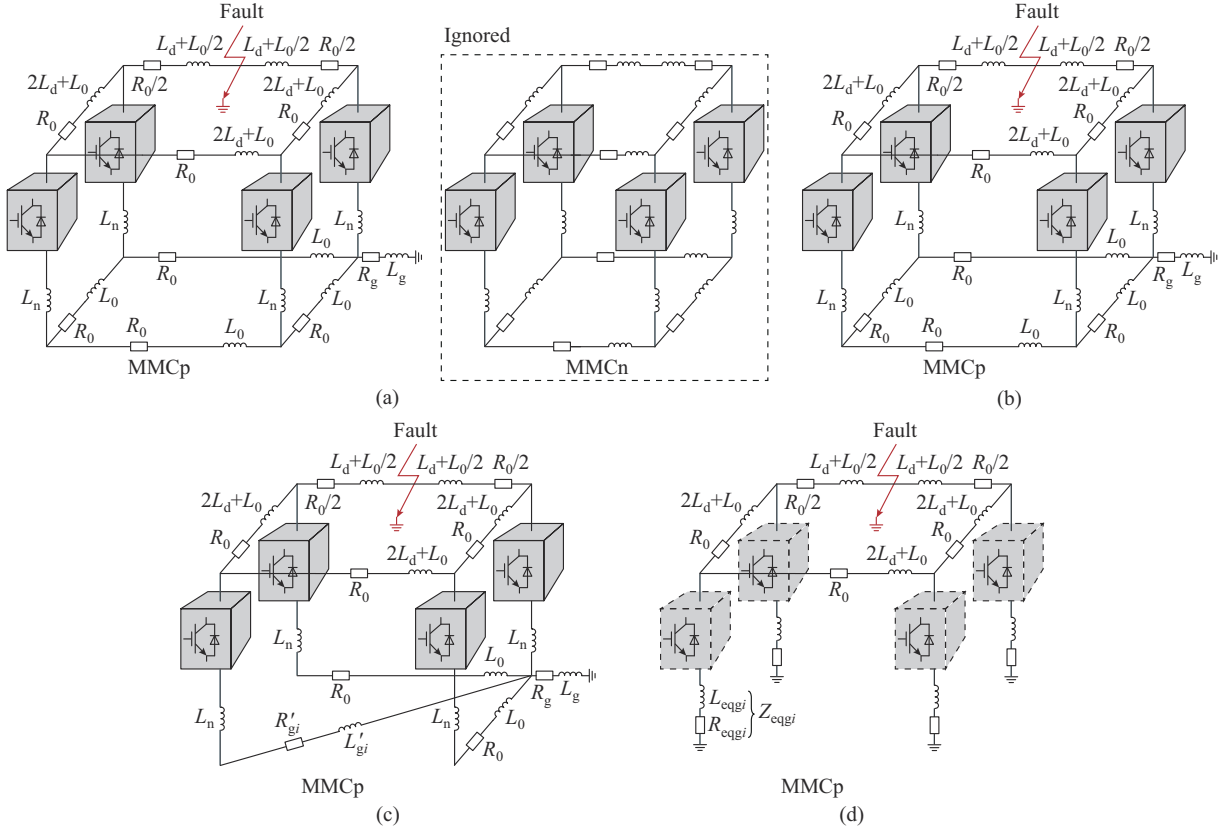 Fault
L_d+L_0/2 L_d+L_0/2 R_0/2
2L_d+L_0 R_0/2 2L_d+L_0
R_0 R_0
2L_d+L_0
R_0
L_n L_n
L_0
R_0 R_g L_g
L_n L_0 L_n L_0
R_0 R_0 L_0 R_0
MMCp
(a)
Ignored
MMCn
Fault
L_d+L_0/2 L_d+L_0/2 R_0/2
2L_d+L_0 R_0/2 2L_d+L_0
R_0 R_0
2L_d+L_0
R_0
L_n L_n
L_0
R_0 R_g L_g
L_n L_0 L_n L_0
R_0 R_0 L_0 R_0
MMCp
(b)
Fault
L_d+L_0/2 L_d+L_0/2 R_0/2
2L_d+L_0 R_0/2 2L_d+L_0
R_0 R_0
2L_d+L_0
R_0
L_n L_n
L_0
R_0 R_g L_g
L_n R'_gi L'_gi L_n L_0
R_0
MMCp
(c)
Fault
L_d+L_0/2 L_d+L_0/2 R_0/2
2L_d+L_0 R_0/2 2L_d+L_0
R_0 R_0
2L_d+L_0
R_0
L_eqgi
R_eqgi
Z_eqgi
MMCp
(d)